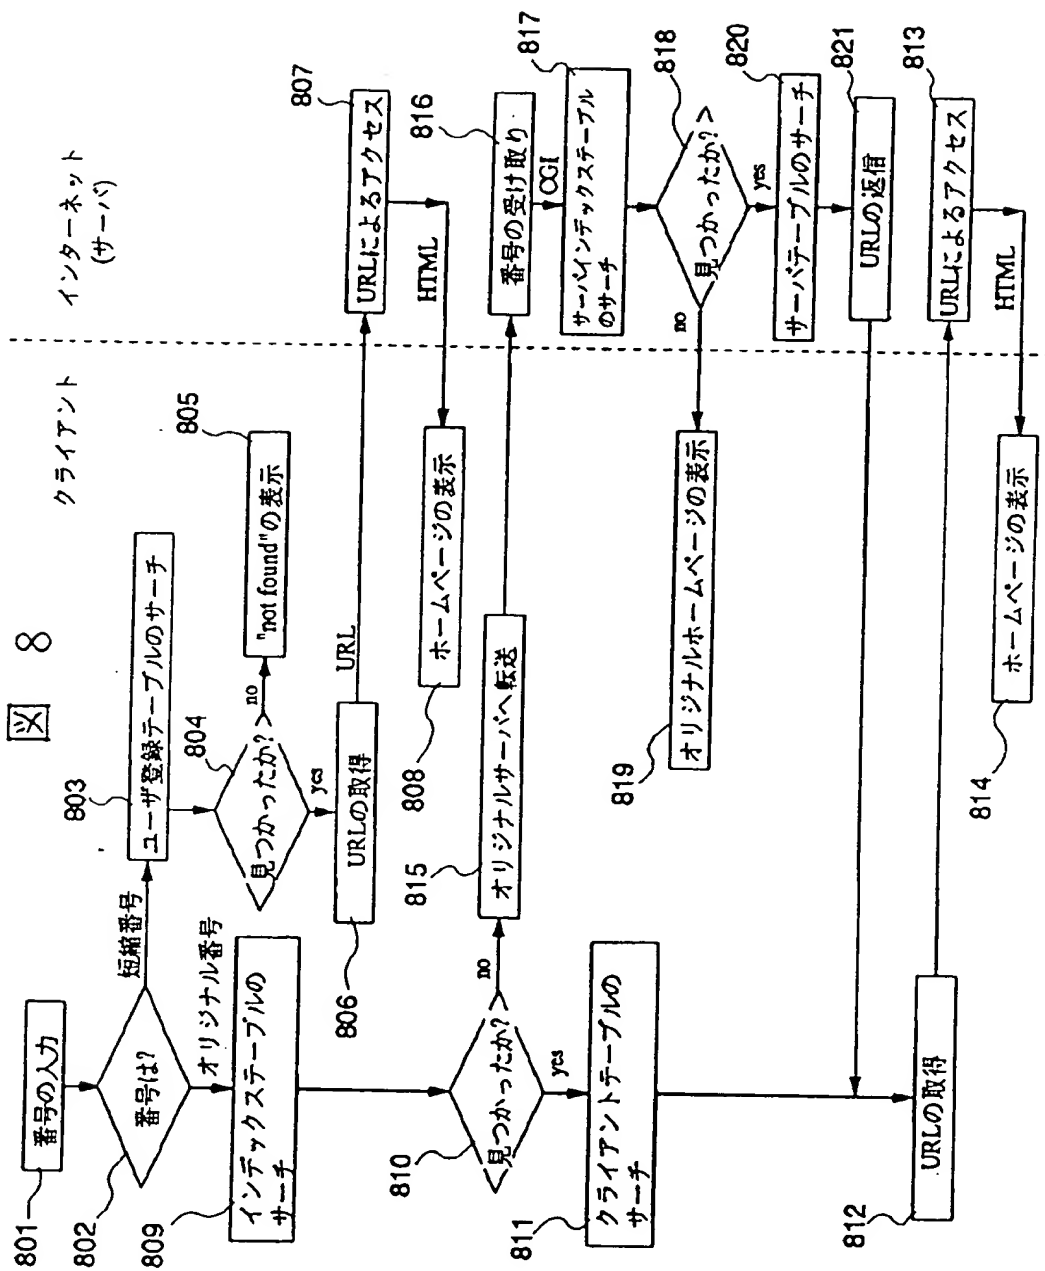 図 8
クライアント
インターネット
(サーバ)
801
番号の入力
802
番号は?
短縮番号
オリジナル番号
803
ユーザ登録テーブルのサーチ
804
見つかったか?
no
805
"not found"の表示
yes
806
URLの取得
URL
807
URLによるアクセス
HTML
808
ホームページの表示
809
インデックステーブルの
サーチ
810
見つかったか?
no
815
オリジナルサーバへ転送
816
番号の受け取り
CGI
817
サーバインデックステーブル
のサーチ
818
見つかったか?
no
819
オリジナルホームページの表示
yes
820
サーバテーブルのサーチ
821
URLの返信
yes
811
クライアントテーブルの
サーチ
812
URLの取得
813
URLによるアクセス
HTML
814
ホームページの表示